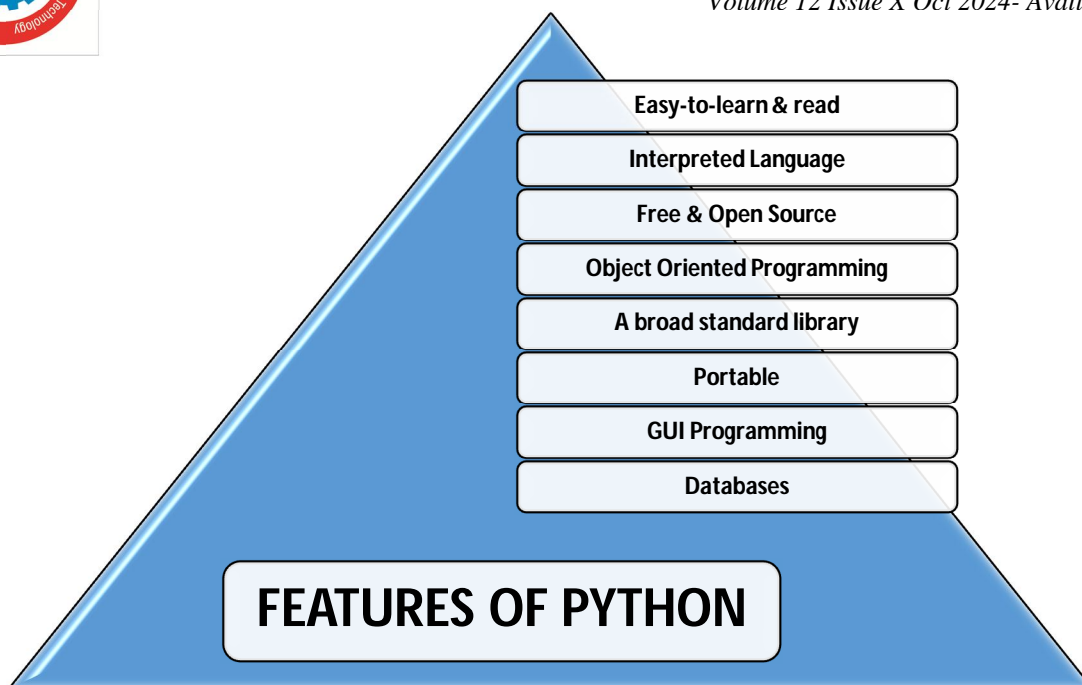 Technology
Volume 12 Issue X Oct 2024- Avail
Easy-to-learn & read
Interpreted Language
Free & Open Source
Object Oriented Programming
A broad standard library
Portable
GUI Programming
Databases
FEATURES OF PYTHON